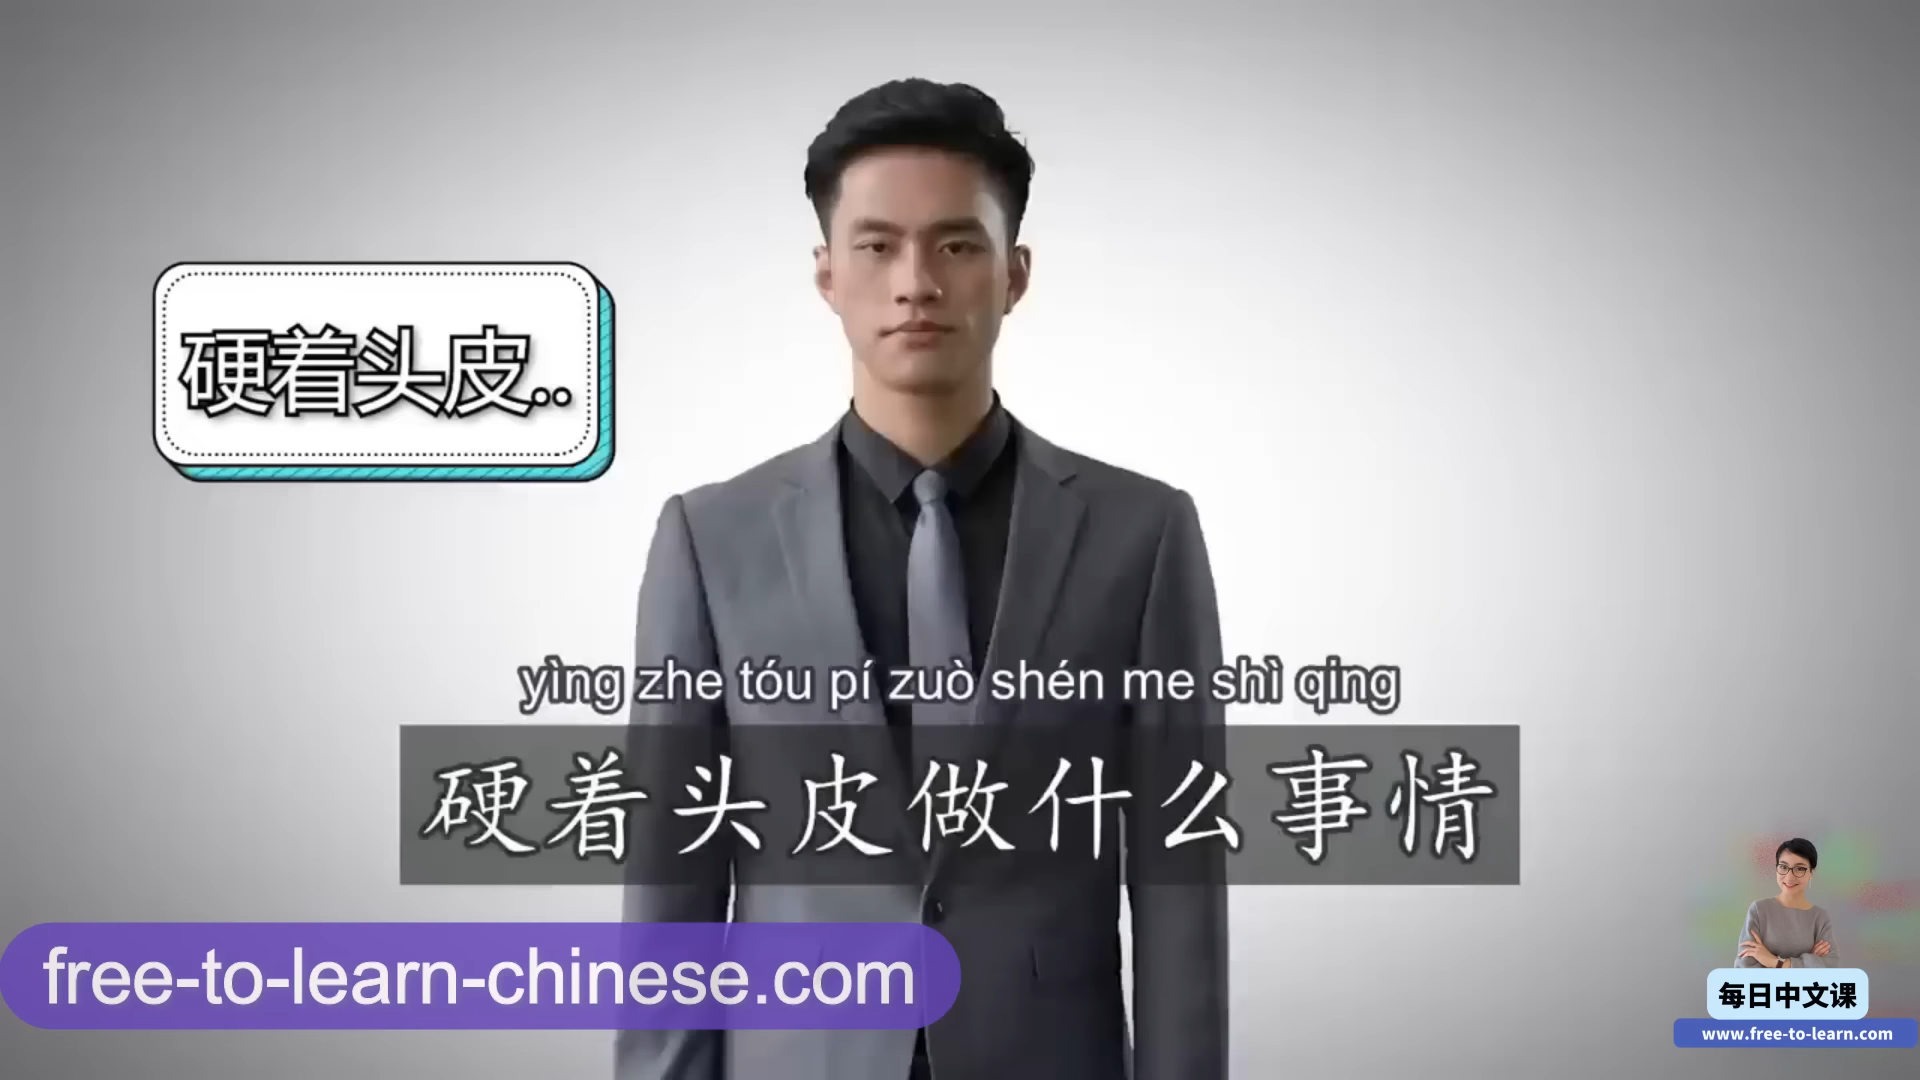 硬着头皮..
yìng zhe tóu pí zuò shén me shì qing
硬着头皮做什么事情
free-to-learn-chinese.com
每日中文课
www.free-to-learn.com